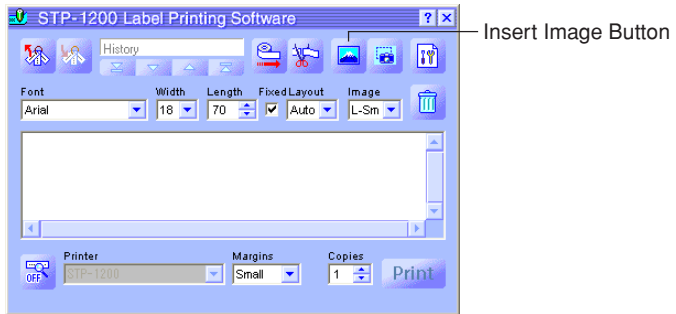 STP-1200 Label Printing Software
Insert Image Button
History
Font Width Length Fixed Layout Image
Arial 18 70 Auto L-Sm
Printer Margins Copies
OFF STP-1200 Small 1 Print